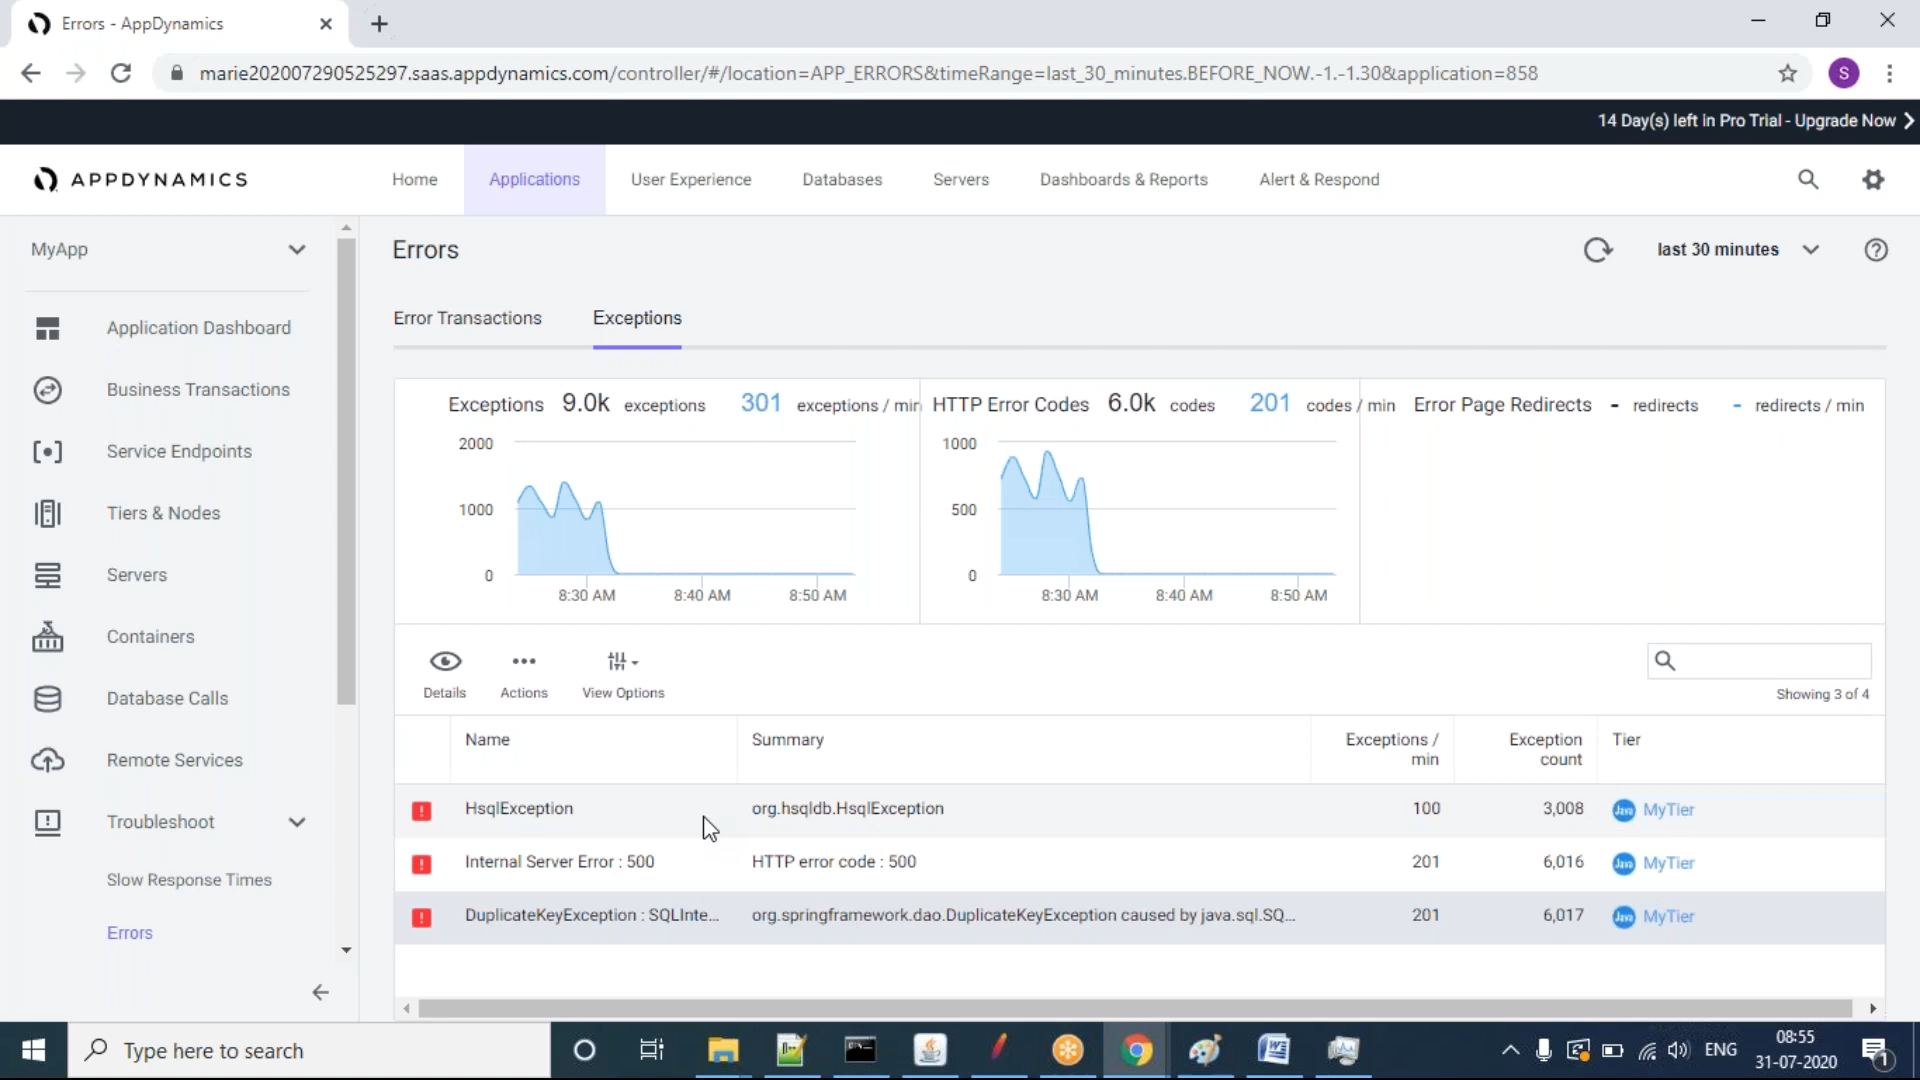 Errors - AppDynamics
marie202007290525297.saas.appdynamics.com/controller/#/location=APP_ERRORS&timeRange=last_30_minutes.BEFORE_NOW.-1.-1.30&application=858
S
14 Day(s) left in Pro Trial - Upgrade Now
APPDYNAMICS
Home
Applications
User Experience
Databases
Servers
Dashboards & Reports
Alert & Respond
MyApp
Application Dashboard
Business Transactions
Service Endpoints
Tiers & Nodes
Servers
Containers
Database Calls
Remote Services
Troubleshoot
Slow Response Times
Errors
Errors
last 30 minutes
Error Transactions
Exceptions
Exceptions 9.0k exceptions 301 exceptions / min
2000
1000
0
8:30 AM 8:40 AM 8:50 AM
HTTP Error Codes 6.0k codes 201 codes / min
1000
500
0
8:30 AM 8:40 AM 8:50 AM
Error Page Redirects - redirects - redirects / min
Details
Actions
View Options
Showing 3 of 4
Name Summary Exceptions / min Exception count Tier
HsqlException org.hsqldb.HsqlException 100 3,008 Java MyTier
Internal Server Error : 500 HTTP error code : 500 201 6,016 Java MyTier
DuplicateKeyException : SQLInte... org.springframework.dao.DuplicateKeyException caused by java.sql.SQ... 201 6,017 Java MyTier
Type here to search
ENG
08:55
31-07-2020
1